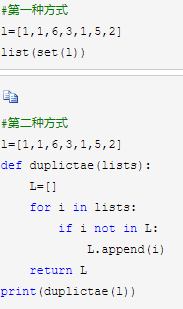 #第一种方式
l=[1,1,6,3,1,5,2]
list(set(l))
#第二种方式
l=[1,1,6,3,1,5,2]
def duplictae(lists):
    L=[]
    for i in lists:
        if i not in L:
            L.append(i)
    return L
print(duplictae(l))